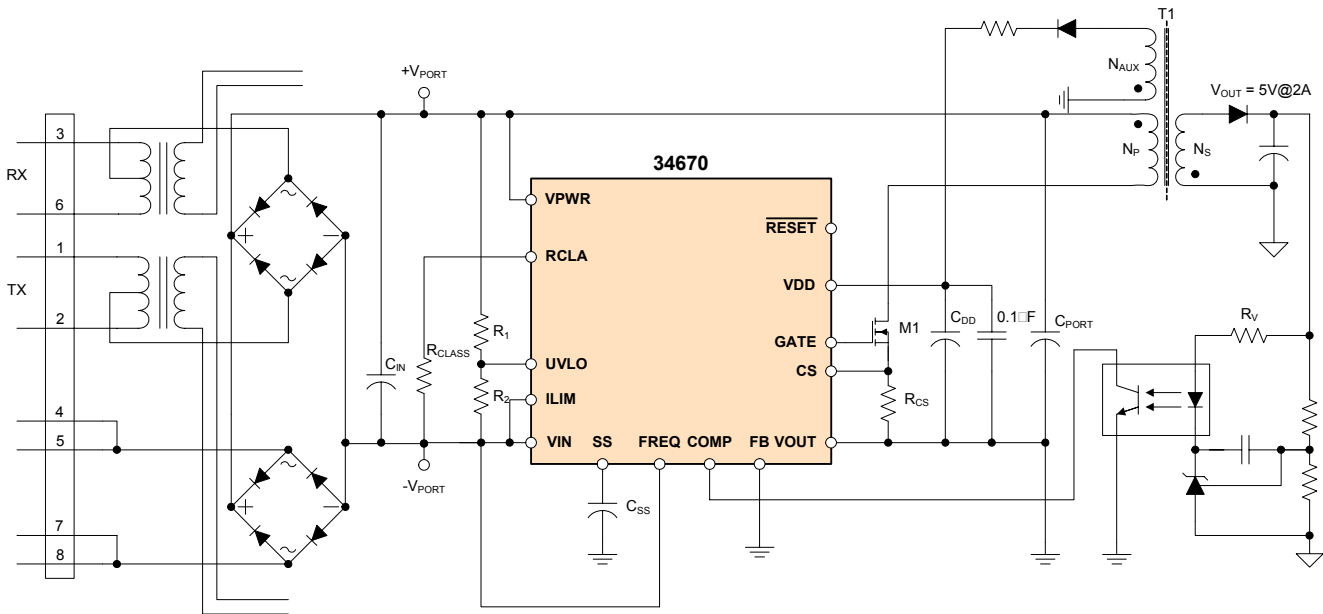 T1
N_AUX
V_OUT = 5V@2A
+V_PORT
3
RX
6
1
TX
2
4
5
7
8
+
~
−
~
+
~
−
~
34670
VPWR
RCLA
UVLO
ILIM
VIN
SS
FREQ
COMP
FB
VOUT
RESET
VDD
GATE
CS
N_P
N_S
R_1
R_2
R_CLASS
C_IN
-V_PORT
C_SS
M1
R_CS
C_DD
0.1□F
C_PORT
R_V